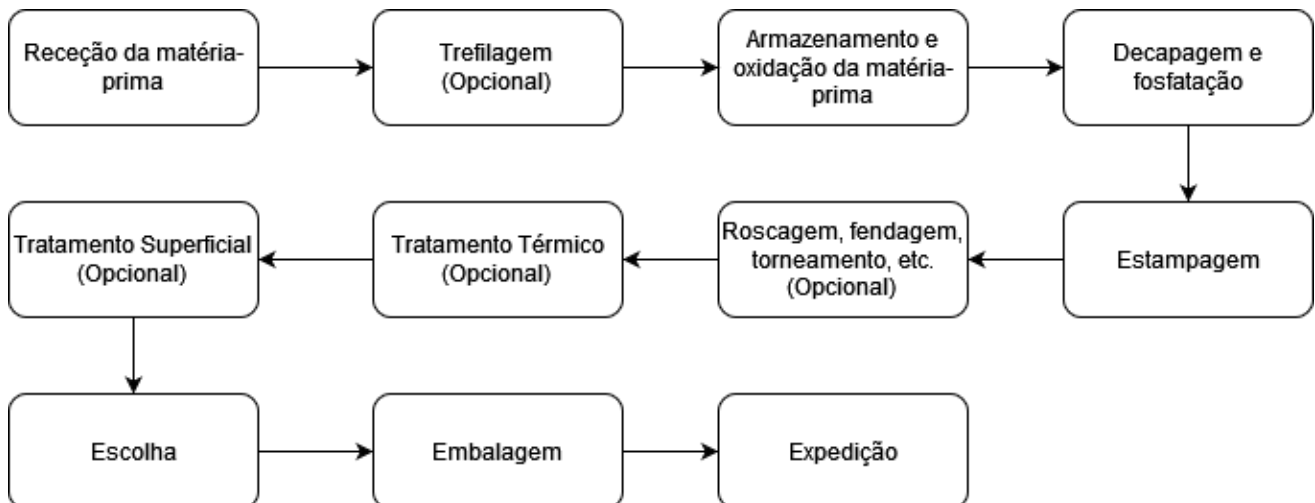 Receção da matéria-
prima
Trefilagem
(Opcional)
Armazenamento e
oxidação da matéria-
prima
Decapagem e
fosfatação
Tratamento Superficial
(Opcional)
Tratamento Térmico
(Opcional)
Roscagem, fendagem,
torneamento, etc.
(Opcional)
Estampagem
Escolha
Embalagem
Expedição